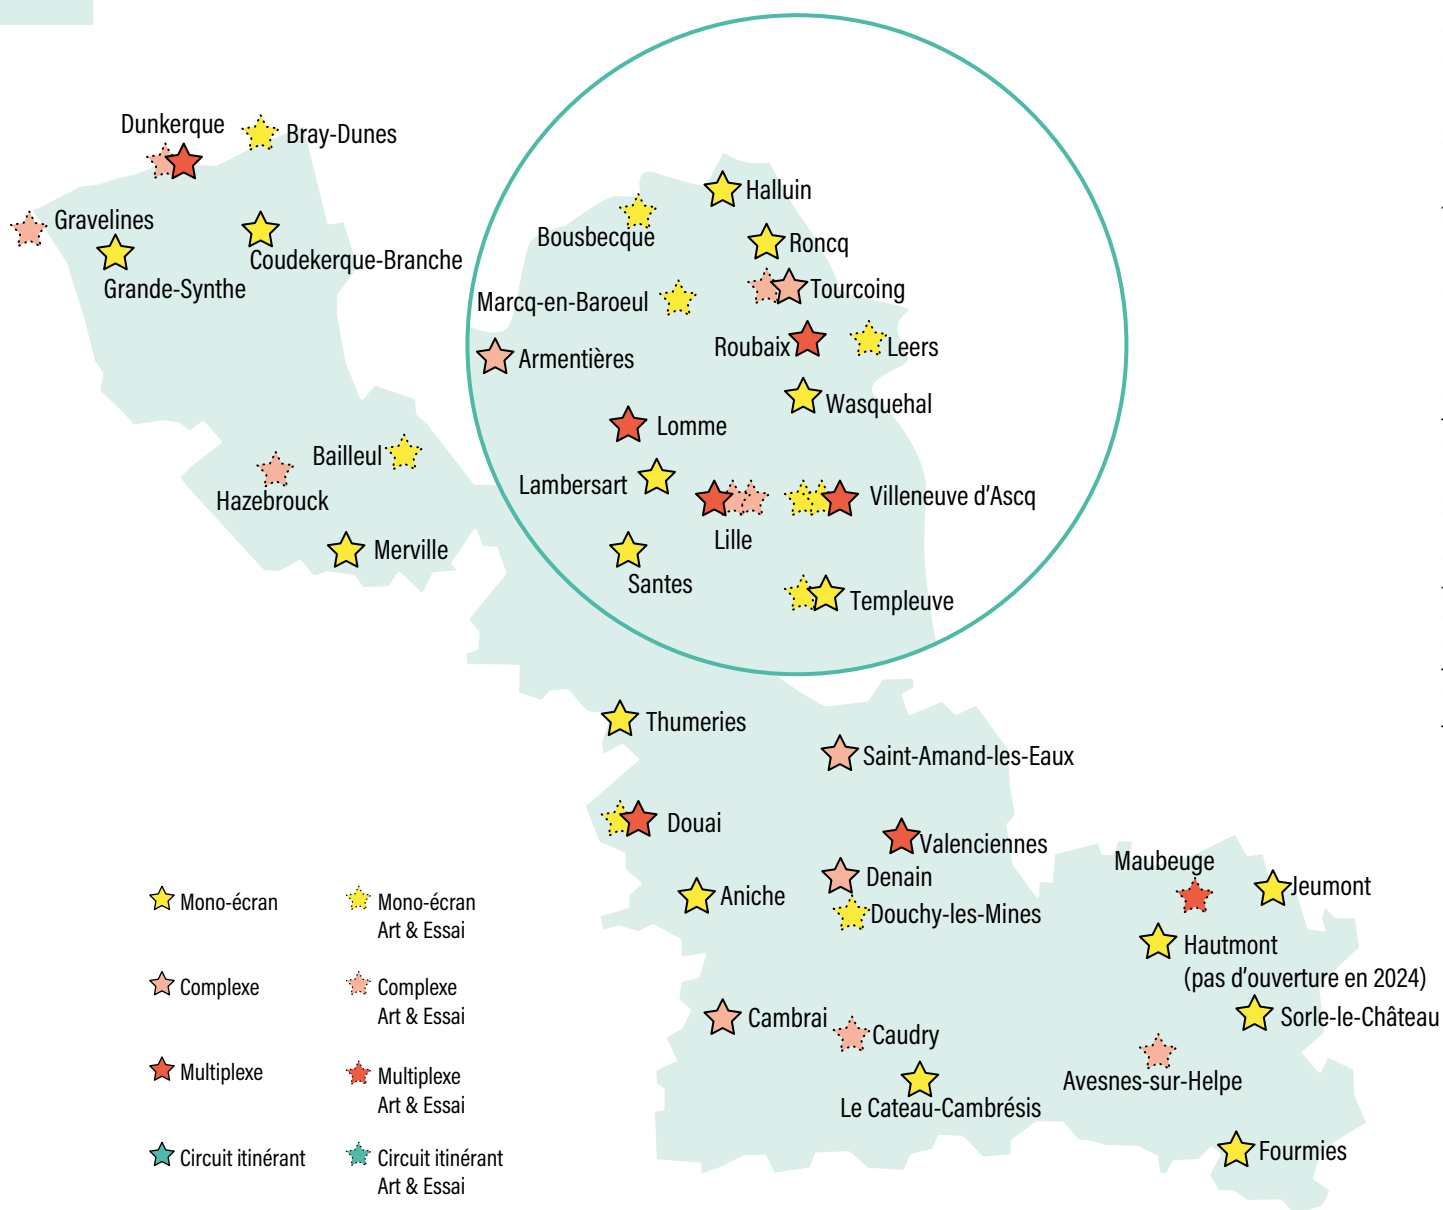 Dunkerque
Bray-Dunes
Gravelines
Coudekerque-Branche
Grande-Synthe
Halluin
Bousbecque
Roncq
Tourcoing
Marcq-en-Baroeul
Roubaix
Leers
Armentières
Wasquehal
Lomme
Bailleul
Lambersart
Hazebrouck
Villeneuve d'Ascq
Lille
Merville
Santes
Templeuve
Thumeries
Saint-Amand-les-Eaux
Douai
Valenciennes
Maubeuge
Denain
Jeumont
Aniche
Douchy-les-Mines
Hautmont
(pas d'ouverture en 2024)
Cambrai
Sorle-le-Château
Caudry
Avesnes-sur-Helpe
Le Cateau-Cambrésis
Fourmies
Mono-écran
Mono-écran
Art & Essai
Complexe
Complexe
Art & Essai
Multiplexe
Multiplexe
Art & Essai
Circuit itinérant
Circuit itinérant
Art & Essai